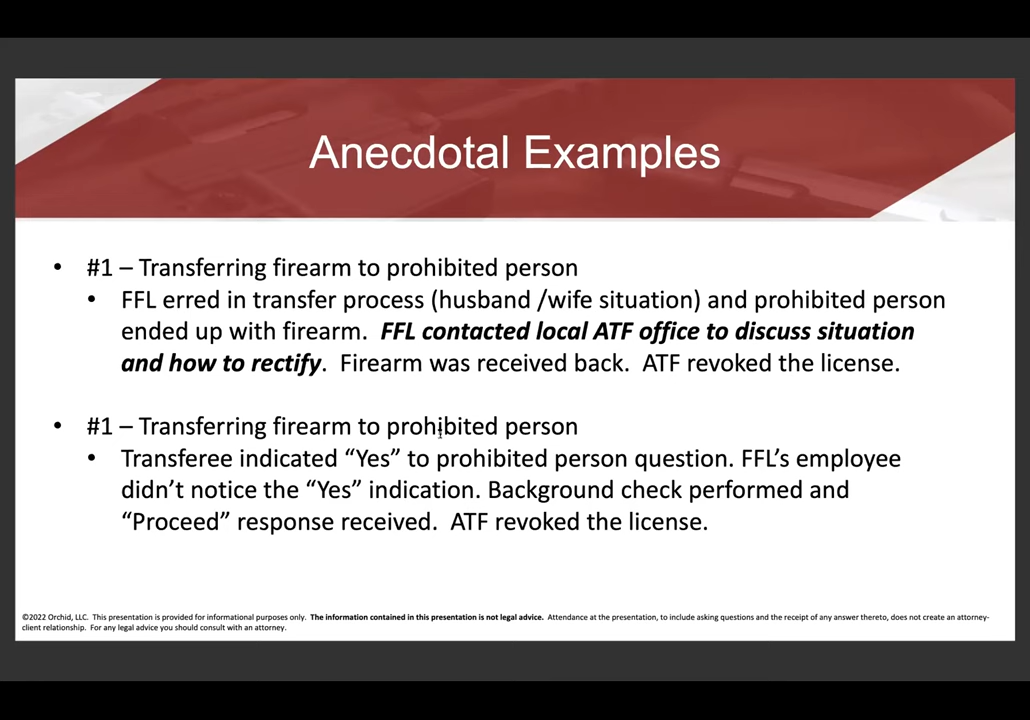 Anecdotal Examples
• #1 – Transferring firearm to prohibited person
• FFL erred in transfer process (husband /wife situation) and prohibited person
ended up with firearm.  FFL contacted local ATF office to discuss situation
and how to rectify.  Firearm was received back.  ATF revoked the license.
• #1 – Transferring firearm to prohibited person
• Transferee indicated “Yes” to prohibited person question. FFL’s employee
didn’t notice the “Yes” indication. Background check performed and
“Proceed” response received.  ATF revoked the license.
©2022 Orchid, LLC.  This presentation is provided for informational purposes only.  The information contained in this presentation is not legal advice.  Attendance at the presentation, to include asking questions and the receipt of any answer thereto, does not create an attorney-
client relationship.  For any legal advice you should consult with an attorney.